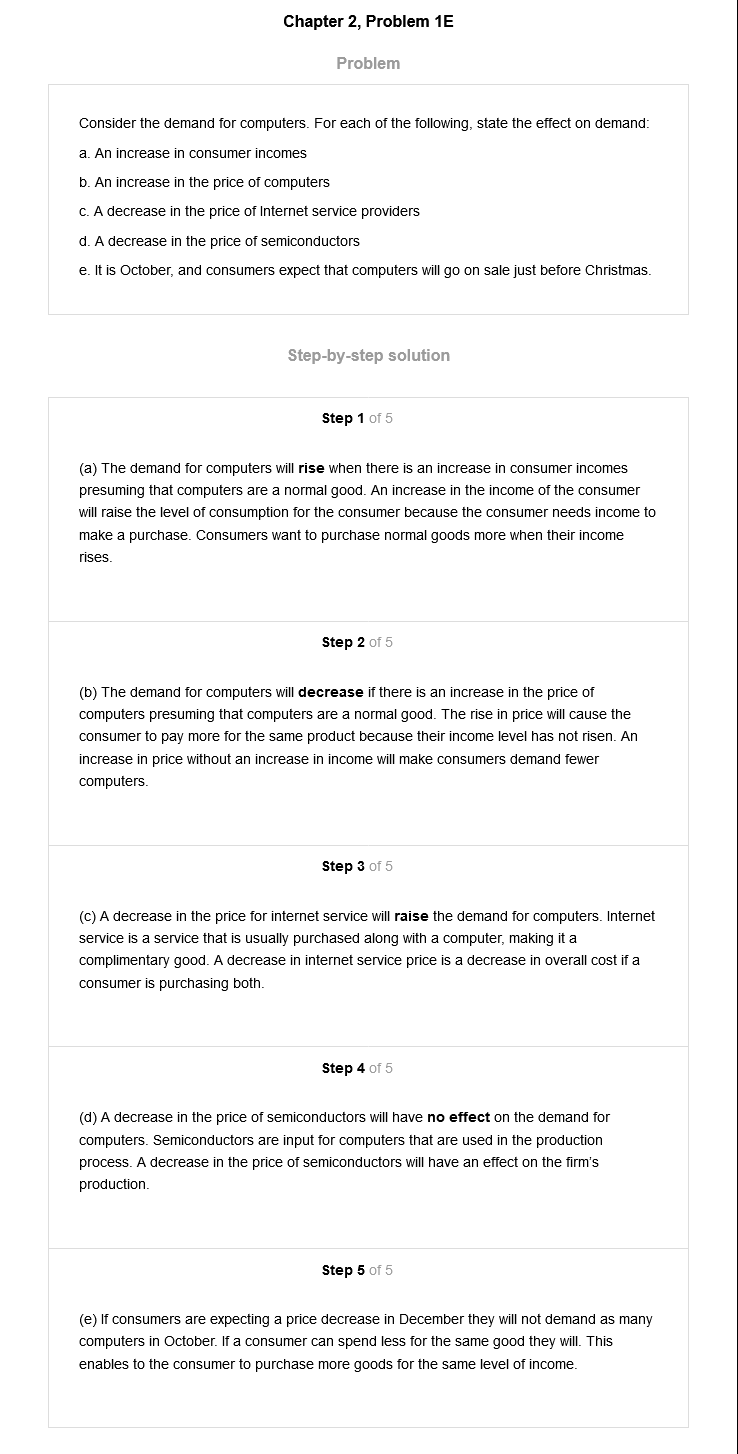 Chapter 2, Problem 1E
Problem
Consider the demand for computers. For each of the following, state the effect on demand:
a. An increase in consumer incomes
b. An increase in the price of computers
c. A decrease in the price of Internet service providers
d. A decrease in the price of semiconductors
e. It is October, and consumers expect that computers will go on sale just before Christmas.
Step-by-step solution
Step 1 of 5
(a) The demand for computers will rise when there is an increase in consumer incomes
presuming that computers are a normal good. An increase in the income of the consumer
will raise the level of consumption for the consumer because the consumer needs income to
make a purchase. Consumers want to purchase normal goods more when their income
rises.
Step 2 of 5
(b) The demand for computers will decrease if there is an increase in the price of
computers presuming that computers are a normal good. The rise in price will cause the
consumer to pay more for the same product because their income level has not risen. An
increase in price without an increase in income will make consumers demand fewer
computers.
Step 3 of 5
(c) A decrease in the price for internet service will raise the demand for computers. Internet
service is a service that is usually purchased along with a computer, making it a
complimentary good. A decrease in internet service price is a decrease in overall cost if a
consumer is purchasing both.
Step 4 of 5
(d) A decrease in the price of semiconductors will have no effect on the demand for
computers. Semiconductors are input for computers that are used in the production
process. A decrease in the price of semiconductors will have an effect on the firm's
production.
Step 5 of 5
(e) If consumers are expecting a price decrease in December they will not demand as many
computers in October. If a consumer can spend less for the same good they will. This
enables to the consumer to purchase more goods for the same level of income.